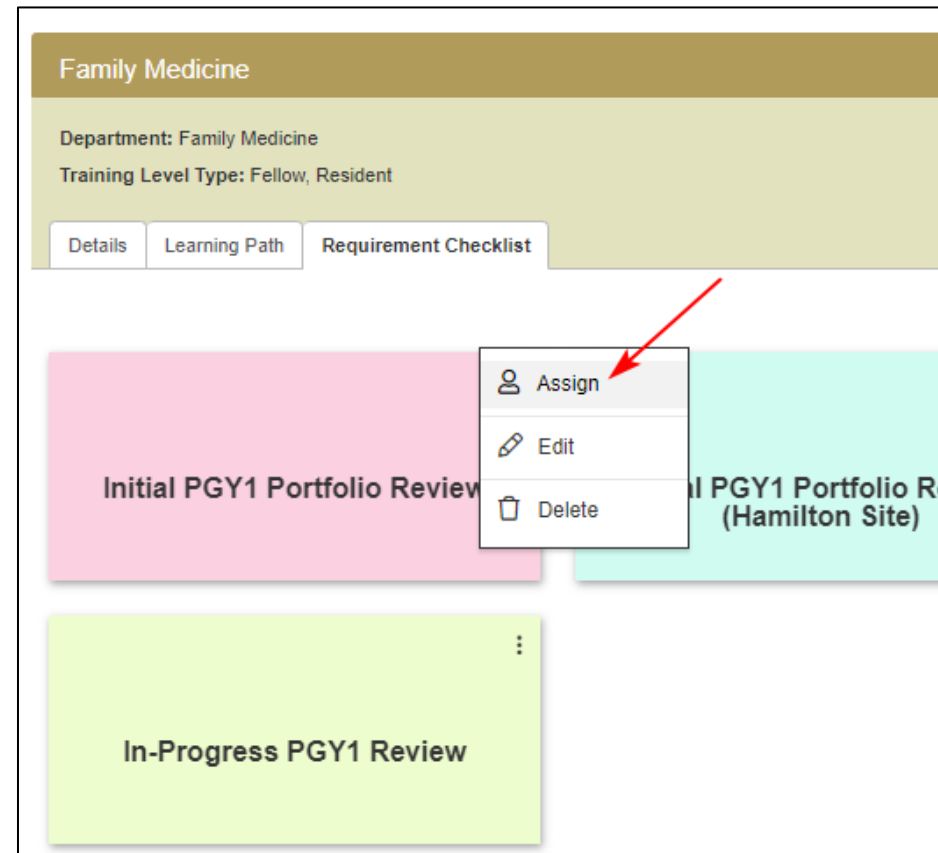 Family Medicine
Department: Family Medicine
Training Level Type: Fellow, Resident
Details Learning Path Requirement Checklist
Assign
Edit
Delete
Initial PGY1 Portfolio Review
l PGY1 Portfolio R
(Hamilton Site)
In-Progress PGY1 Review